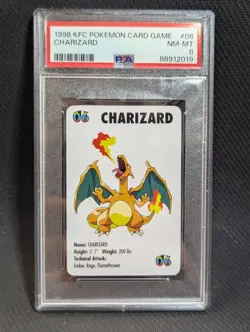 1998 KFC POKEMON CARD GAME #06
CHARIZARD NM-MT
8
PSA 88912019
06 CHARIZARD
Name: CHARIZARD
Height: 5' 7" Weight: 200 lbs
Technical Attack:
Ember, Rage, Flamethrower
06